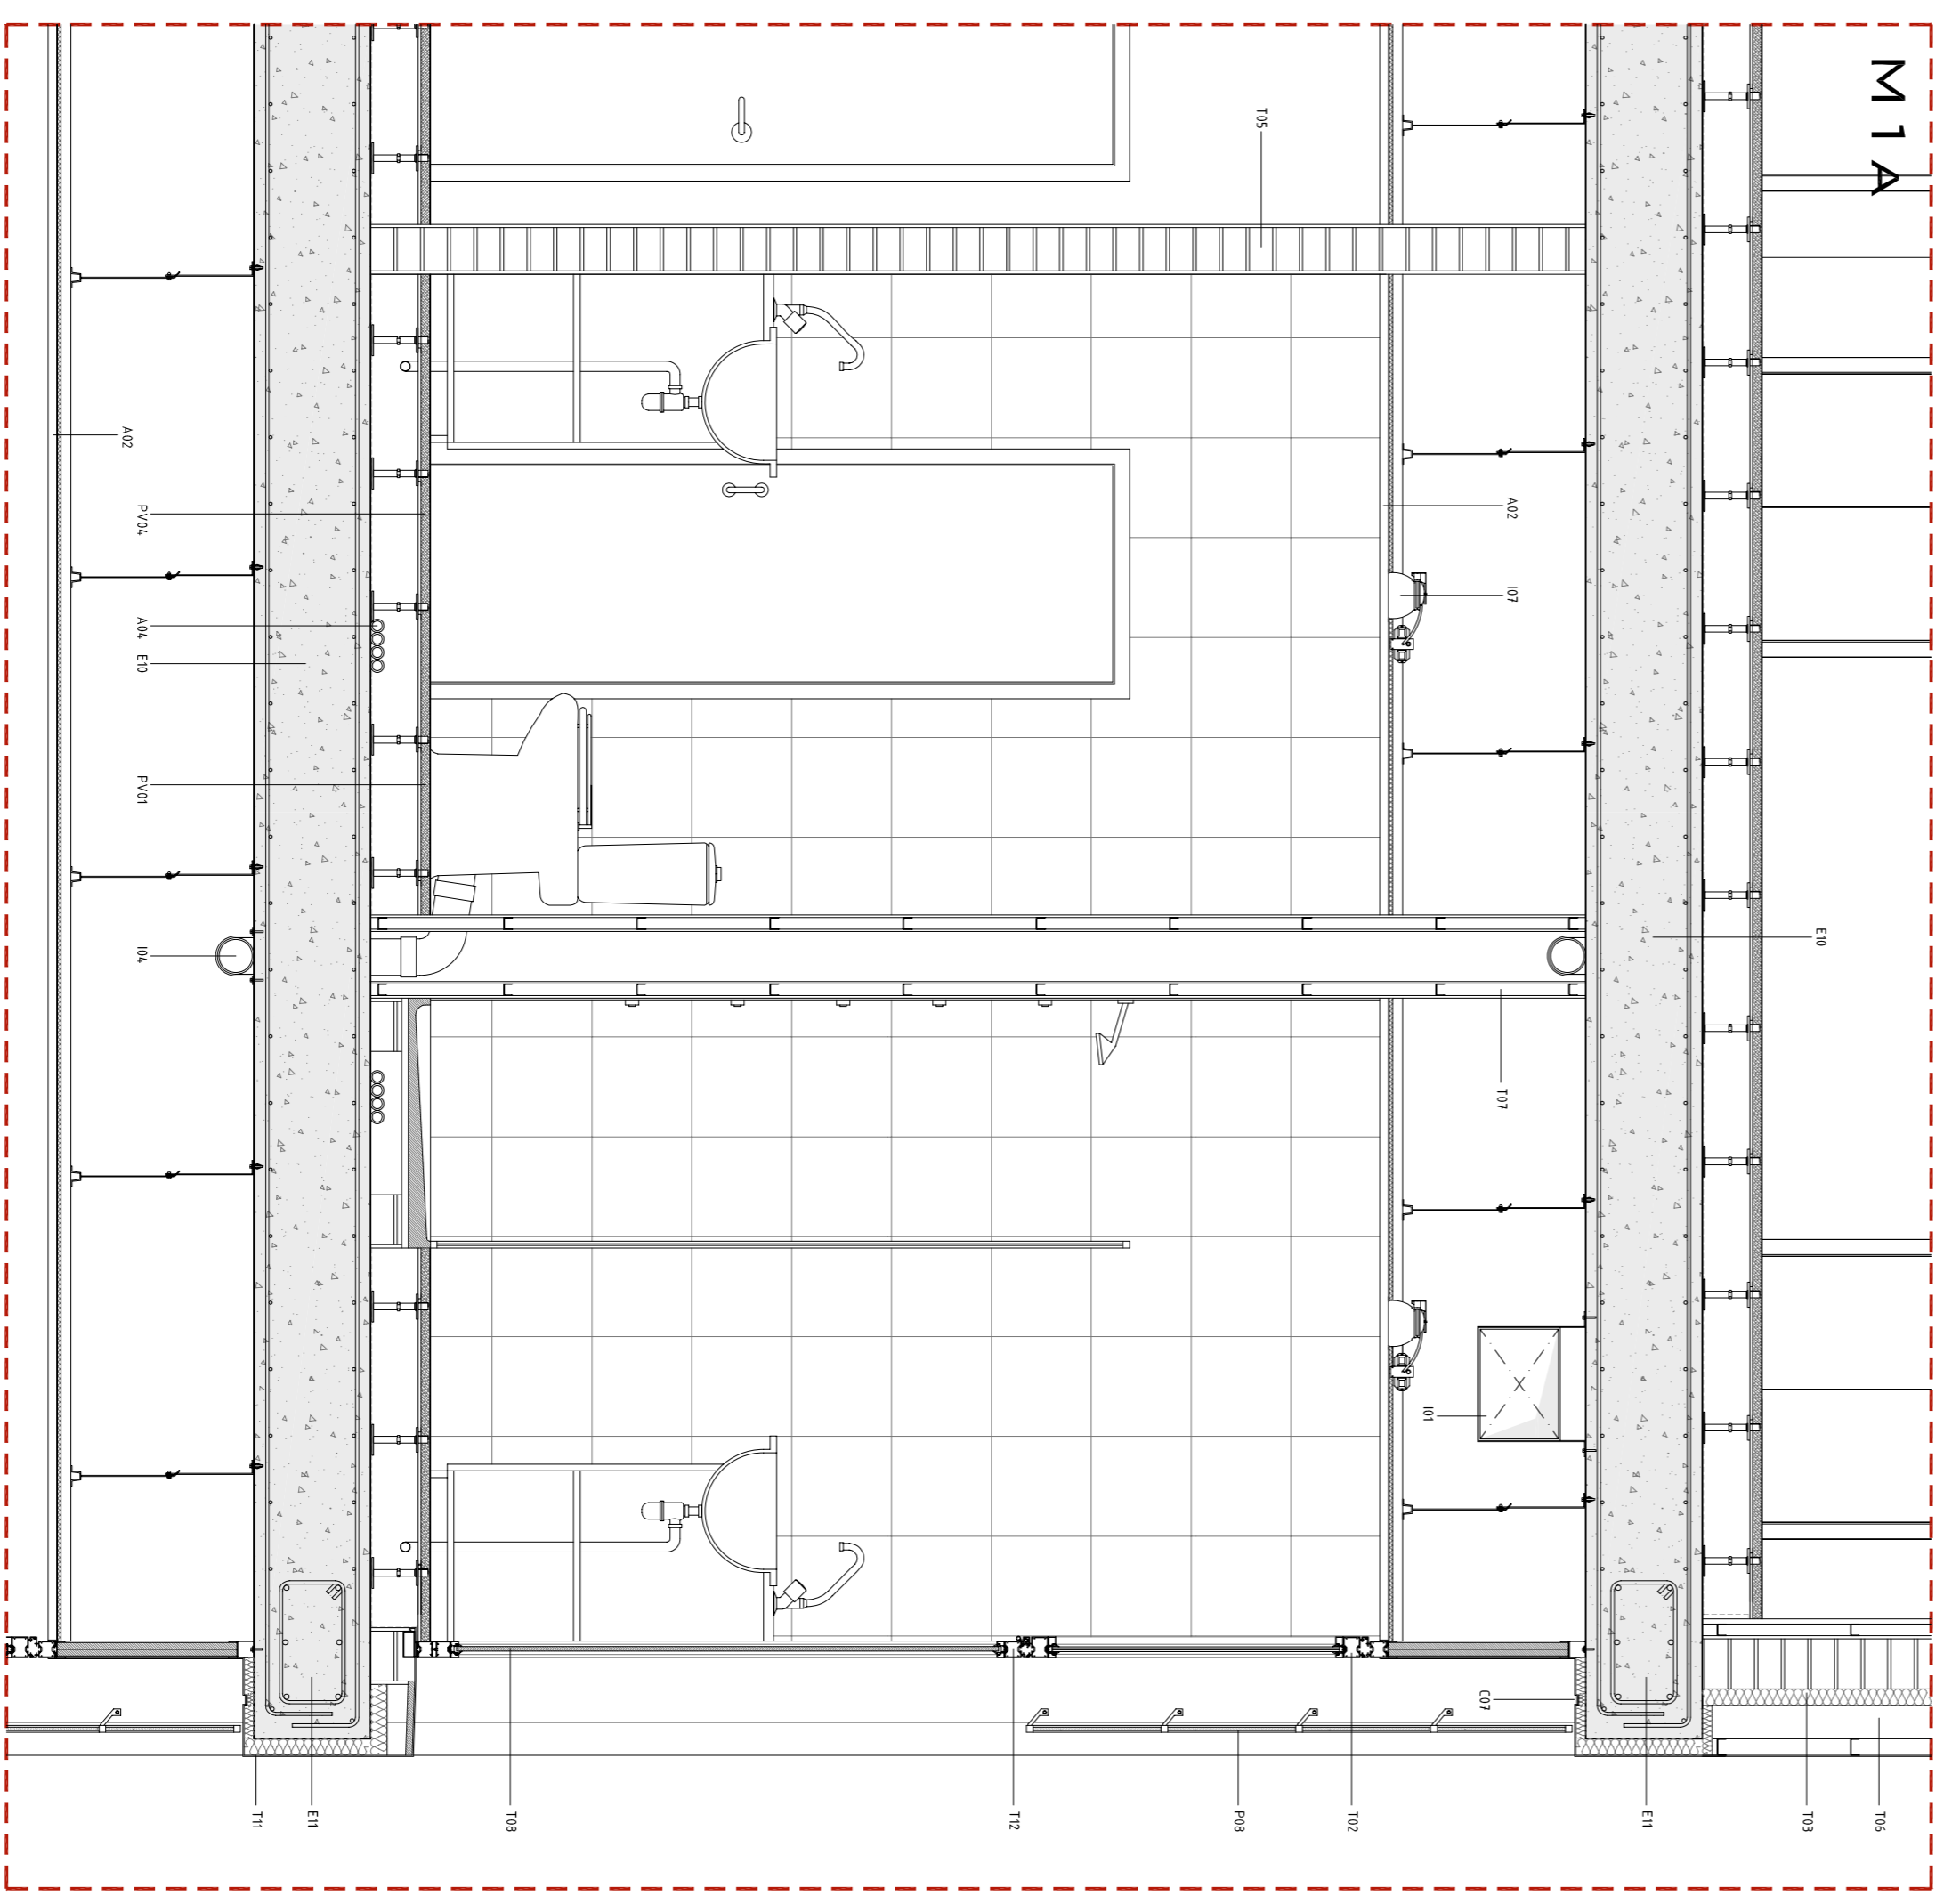 M1A
T06
E10
T03
E11
A02
I07
T07
C07
I01
T02
T05
P08
T12
T08
E11
T11
PV04
A04
E10
PV01
I04
A02